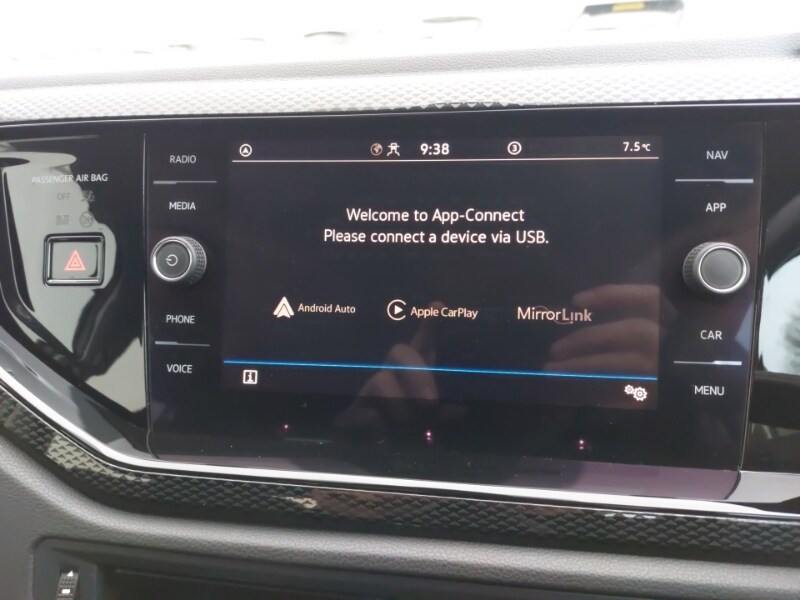 PASSENGER AIR BAG
OFF
RADIO
MEDIA
PHONE
VOICE
9:38
3
7.5°C
Welcome to App-Connect
Please connect a device via USB.
Android Auto
Apple CarPlay
MirrorLink
NAV
APP
CAR
MENU